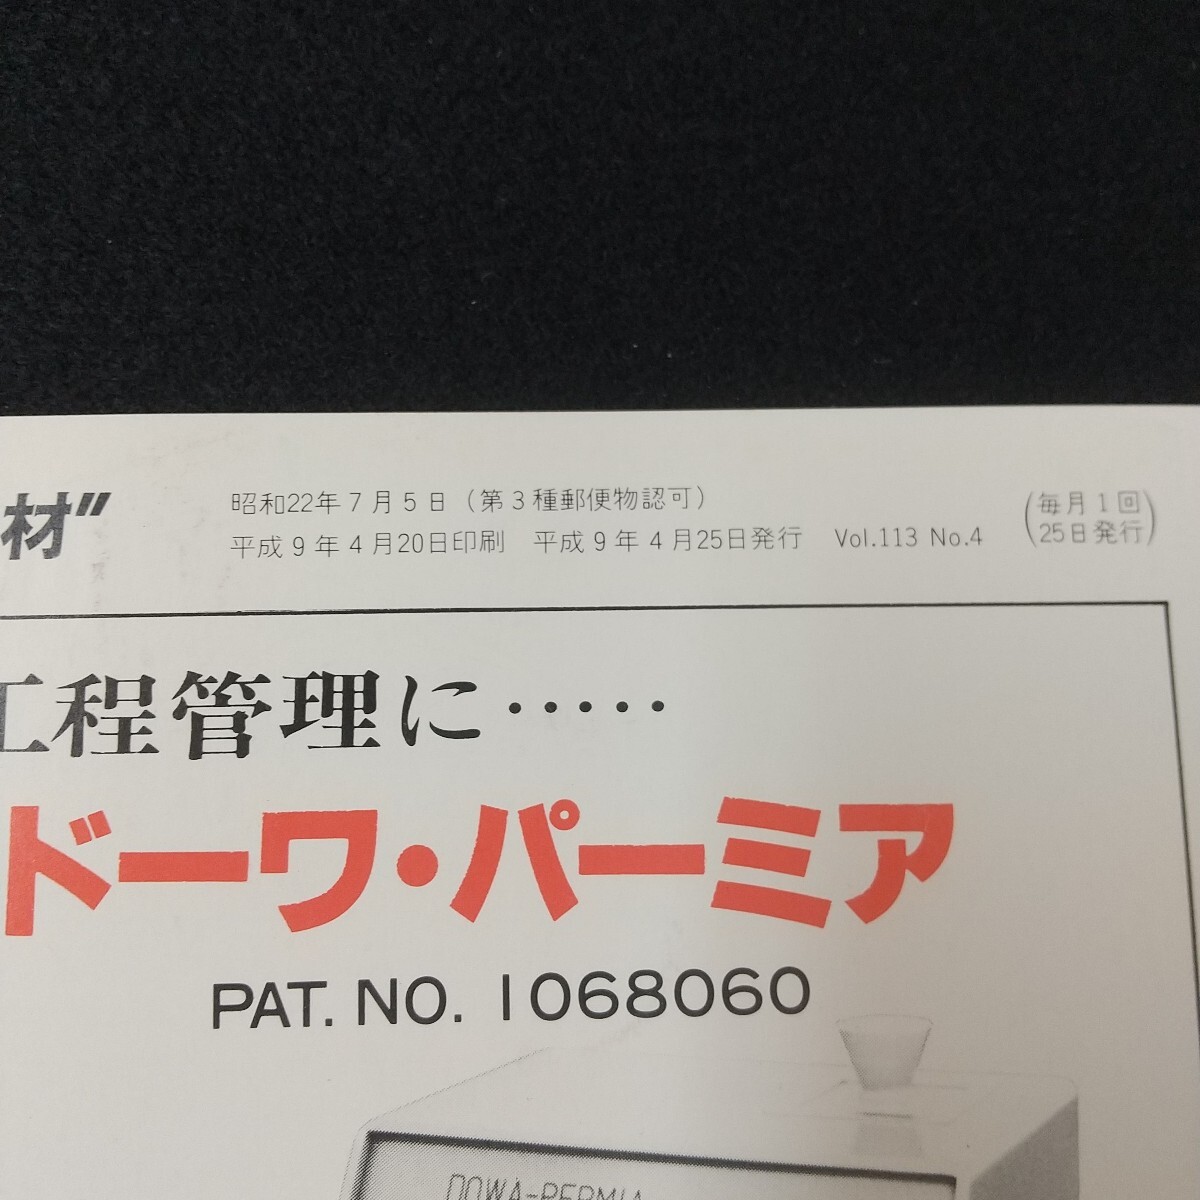 材"
昭和22年7月5日（第3種郵便物認可）
平成9年4月20日印刷 平成9年4月25日発行 Vol.113 No.4
(毎月1回
25日発行)
工程管理に・・・・・
ドーワ・パーミア
PAT. NO. 1068060
DOWA-PERMIA